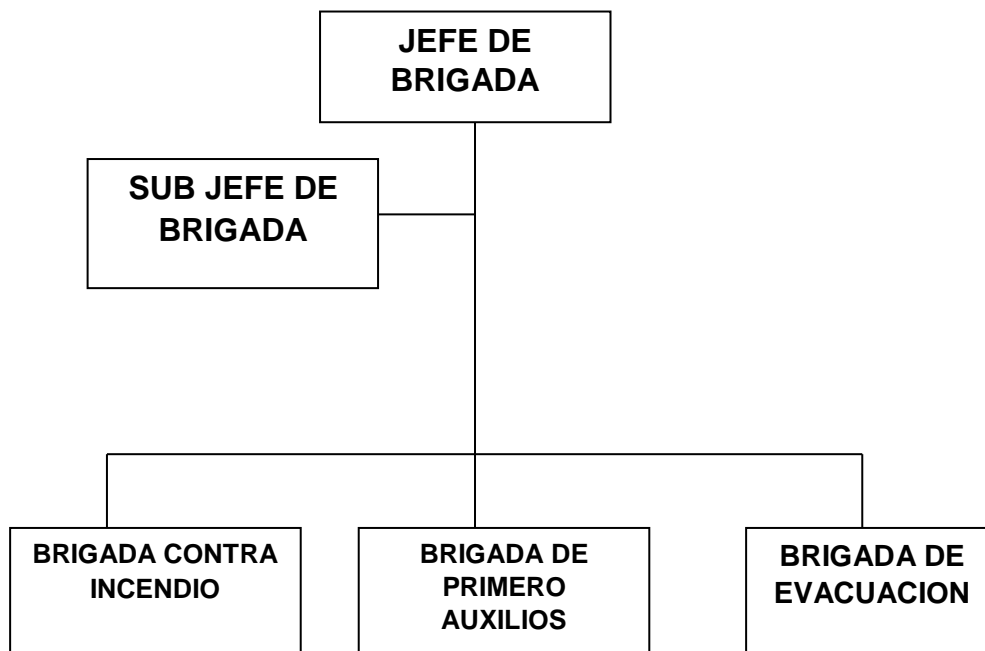 JEFE DE
BRIGADA
SUB JEFE DE
BRIGADA
BRIGADA CONTRA
INCENDIO
BRIGADA DE
PRIMERO
AUXILIOS
BRIGADA DE
EVACUACION